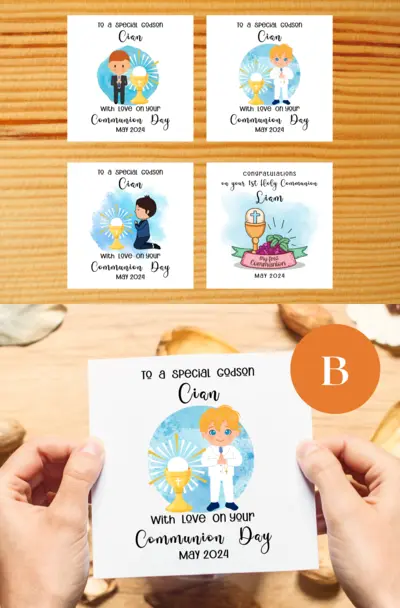 To a Special Godson
Cian
With Love on your
Communion Day
May 2024
To a Special Godson
Cian
With Love on your
Communion Day
May 2024
To a Special Godson
Cian
With Love on your
Communion Day
May 2024
Congratulations
on your 1st Holy Communion
Liam
My First
Communion
May 2024
B
To a Special Godson
Cian
With Love on your
Communion Day
May 2024